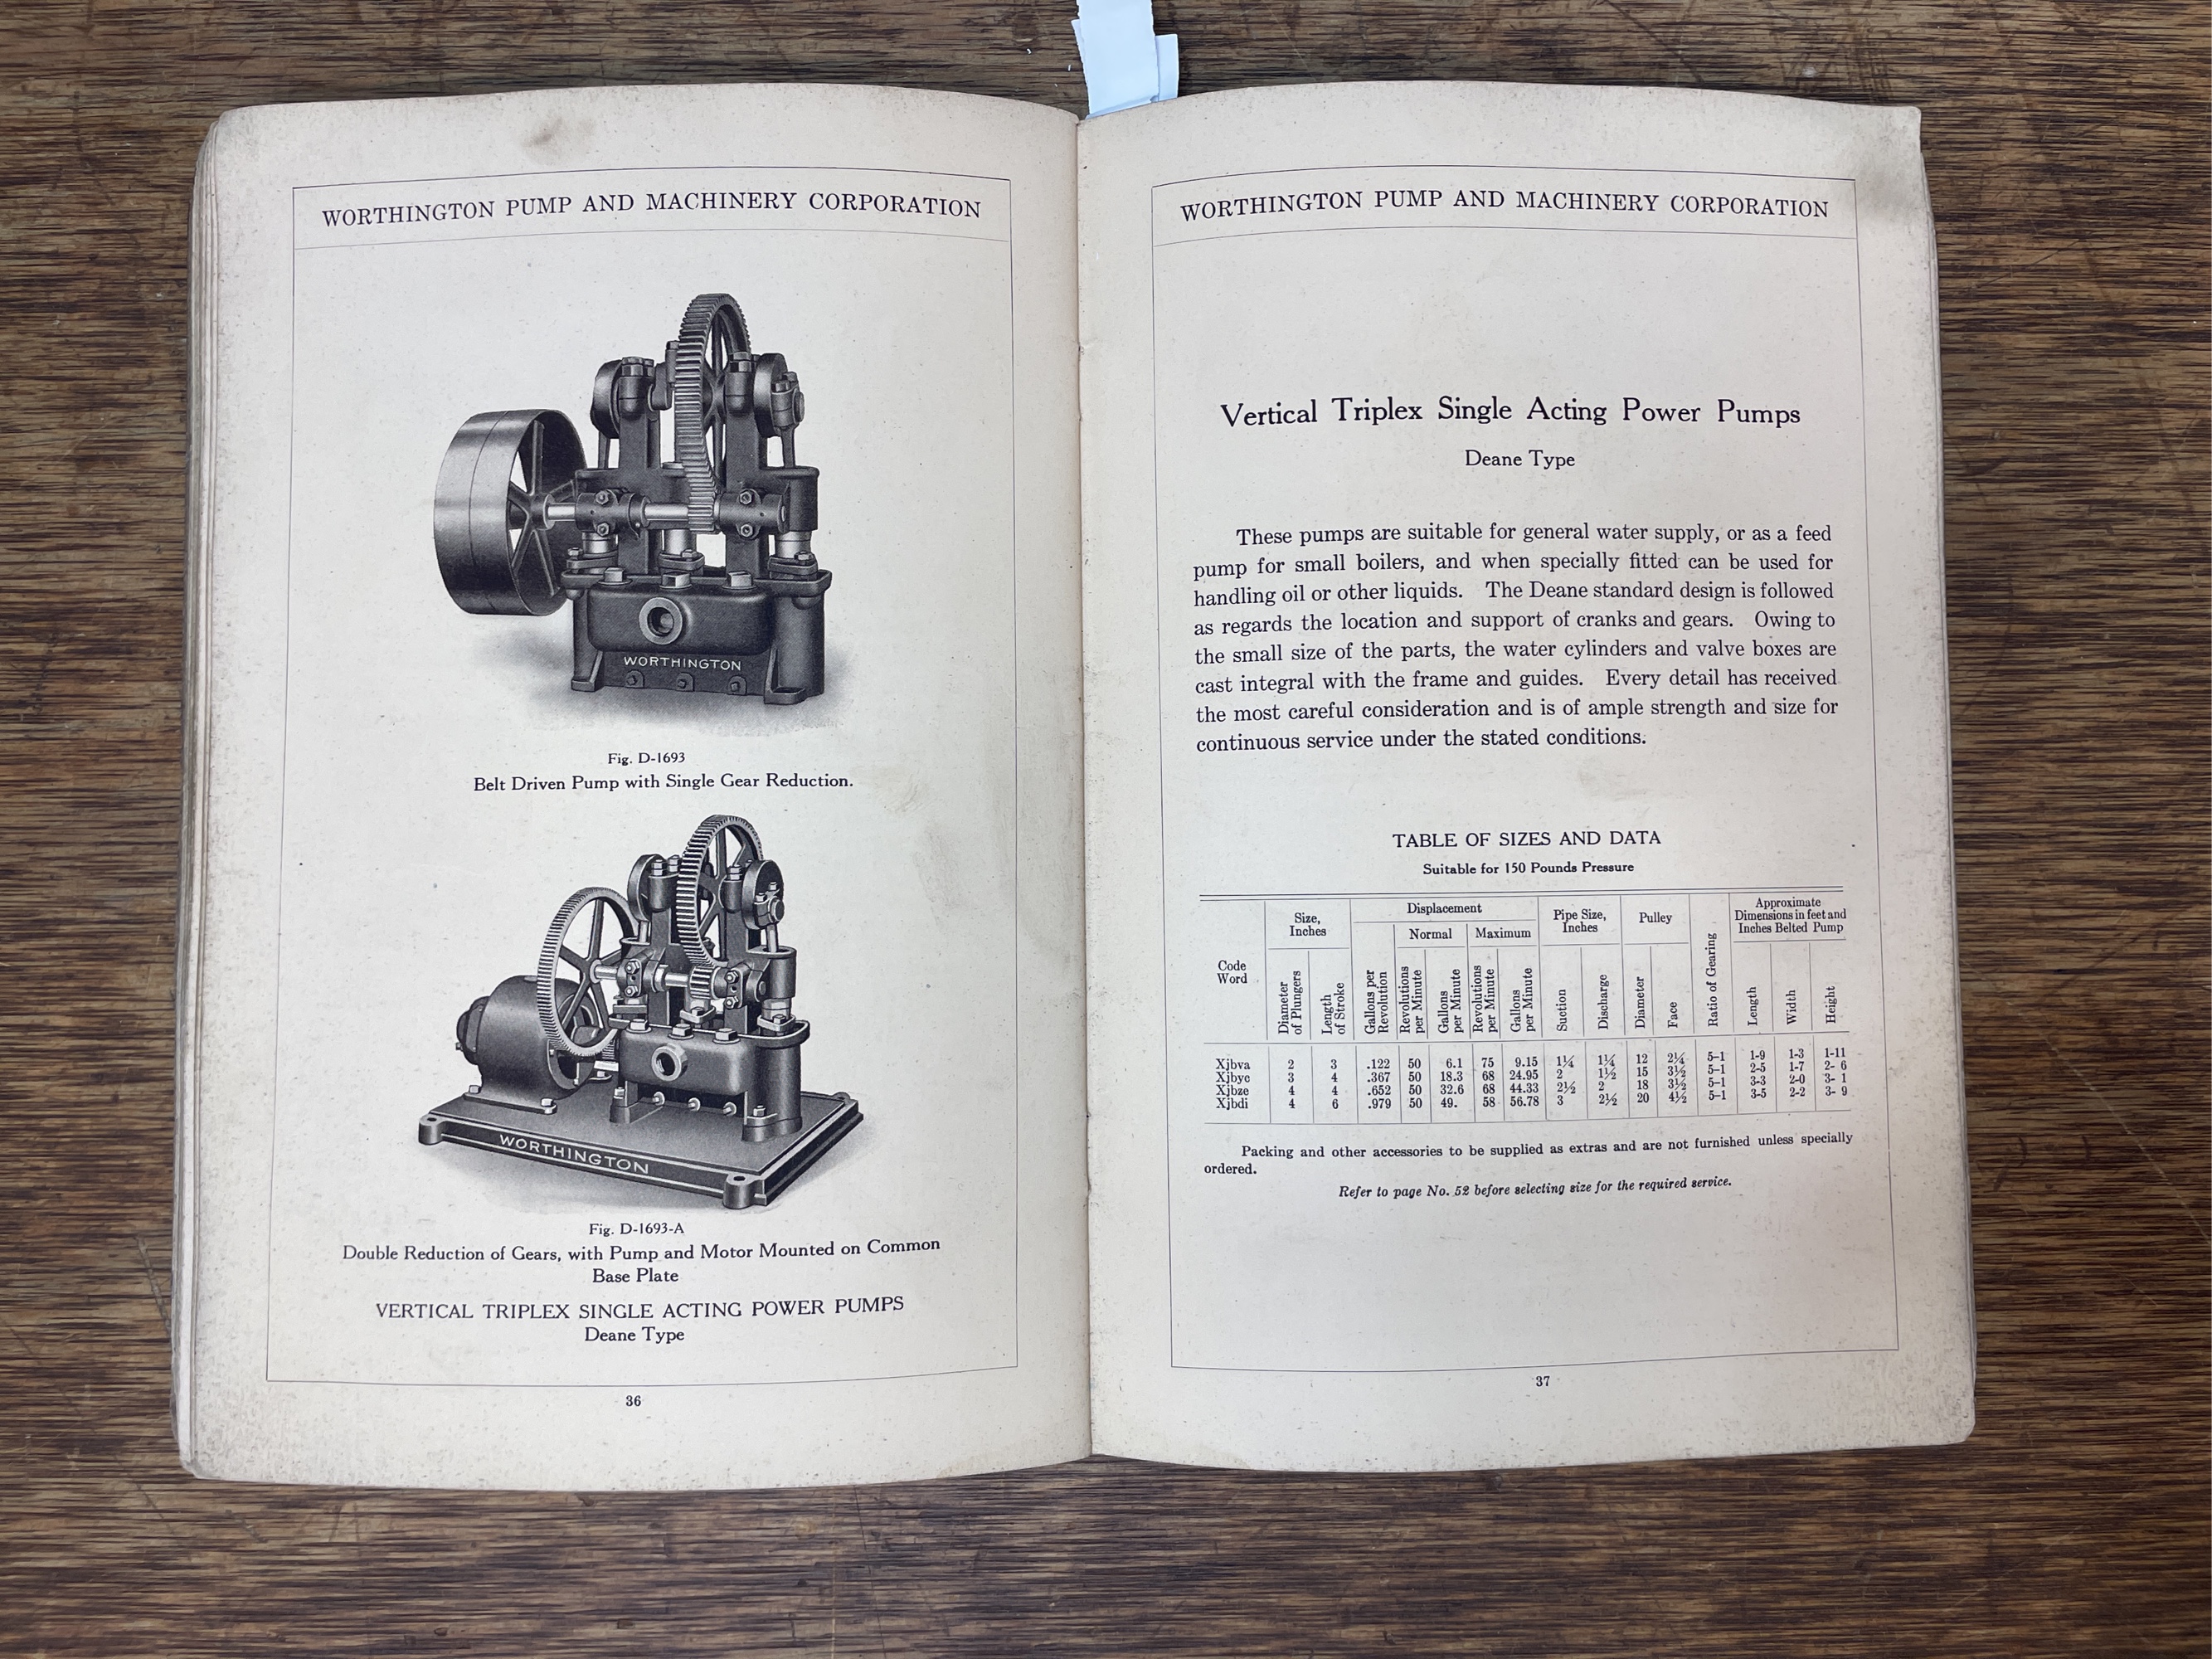 WORTHINGTON PUMP AND MACHINERY CORPORATION
WORTHINGTON
Fig. D-1693
Belt Driven Pump with Single Gear Reduction.
WORTHINGTON
Fig. D-1693-A
Double Reduction of Gears, with Pump and Motor Mounted on Common
Base Plate
VERTICAL TRIPLEX SINGLE ACTING POWER PUMPS
Deane Type
36
WORTHINGTON PUMP AND MACHINERY CORPORATION
Vertical Triplex Single Acting Power Pumps
Deane Type
These pumps are suitable for general water supply, or as a feed
pump for small boilers, and when specially fitted can be used for
handling oil or other liquids. The Deane standard design is followed
as regards the location and support of cranks and gears. Owing to
the small size of the parts, the water cylinders and valve boxes are
cast integral with the frame and guides. Every detail has received
the most careful consideration and is of ample strength and size for
continuous service under the stated conditions.
TABLE OF SIZES AND DATA
Suitable for 150 Pounds Pressure
Code
Word
Size,
Inches
Displacement
Normal
Maximum
Pipe Size,
Inches
Pulley
Ratio of Gearing
Approximate
Dimensions in feet and
Inches Belted Pump
Diameter
of Plungers
Length
of Stroke
Gallons per
Revolution
Revolutions
per Minute
Gallons
per Minute
Revolutions
per Minute
Gallons
per Minute
Suction
Discharge
Diameter
Face
Length
Width
Height
Xjbva 2 3 .122 50 6.1 75 9.15 1¼ 1¼ 12 2¼ 5-1 1-9 1-3 1-11
Xjbyc 3 4 .367 50 18.3 68 24.95 2 1½ 15 3½ 5-1 2-5 1-7 2- 6
Xjbze 4 4 .652 50 32.6 68 44.33 2½ 2 18 3½ 5-1 3-3 2-0 3- 1
Xjbdi 4 6 .979 50 49. 58 56.78 3 2½ 20 4½ 5-1 3-5 2-2 3- 9
Packing and other accessories to be supplied as extras and are not furnished unless specially
ordered.
Refer to page No. 52 before selecting size for the required service.
37